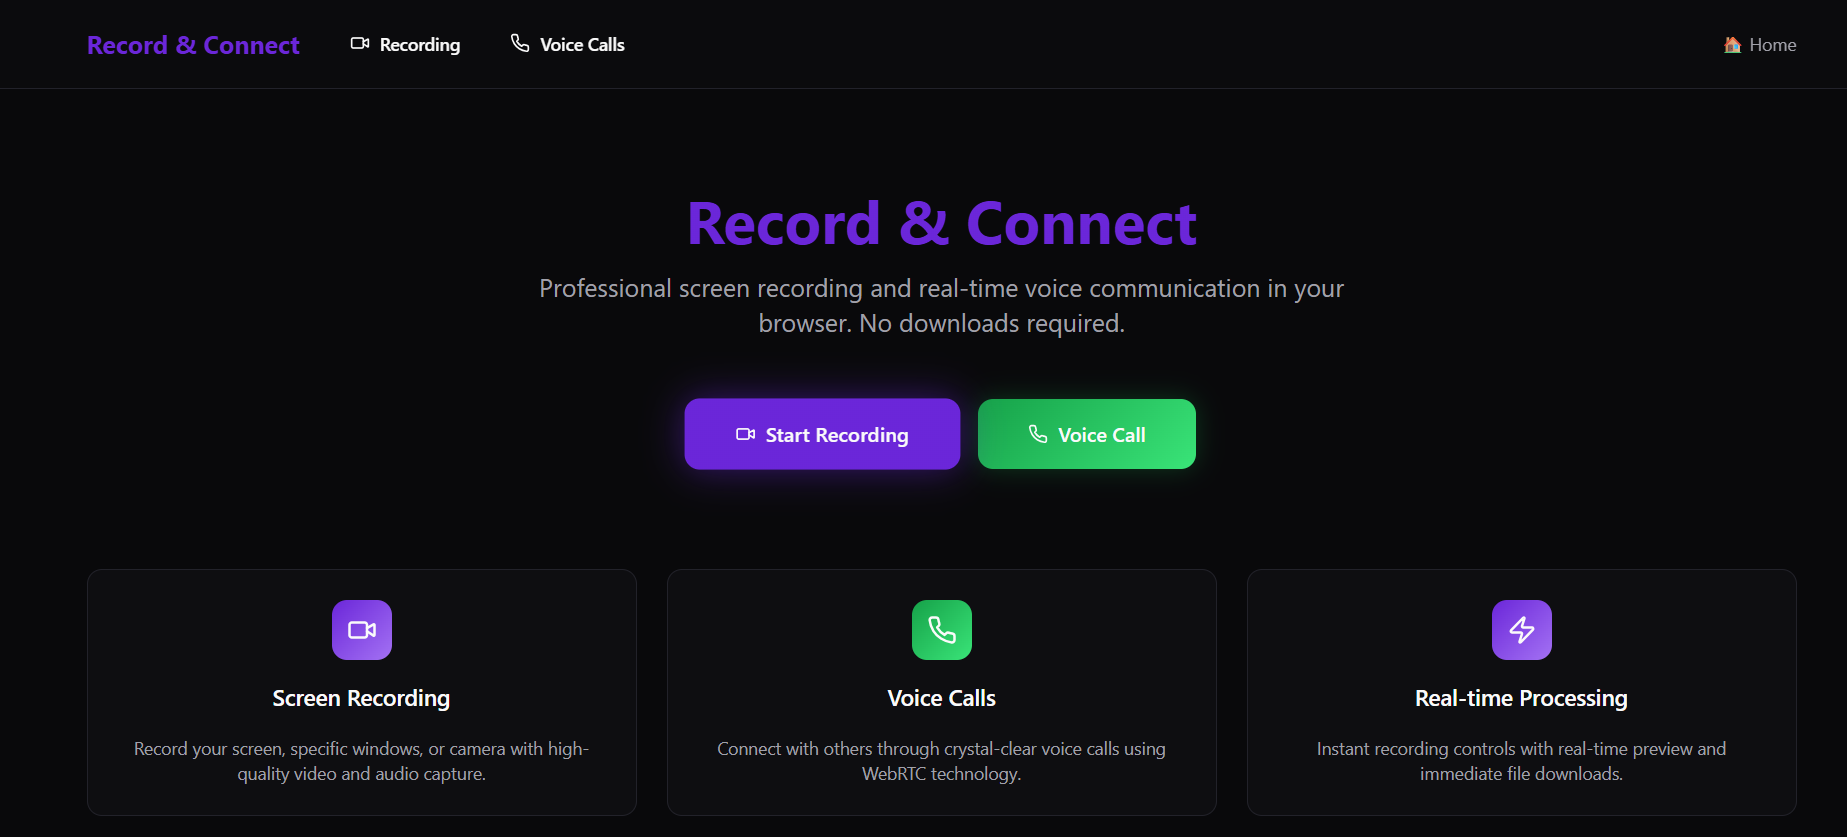 Record & Connect
Recording
Voice Calls
Home
Record & Connect
Professional screen recording and real-time voice communication in your
browser. No downloads required.
Start Recording
Voice Call
Screen Recording
Record your screen, specific windows, or camera with high-
quality video and audio capture.
Voice Calls
Connect with others through crystal-clear voice calls using
WebRTC technology.
Real-time Processing
Instant recording controls with real-time preview and
immediate file downloads.